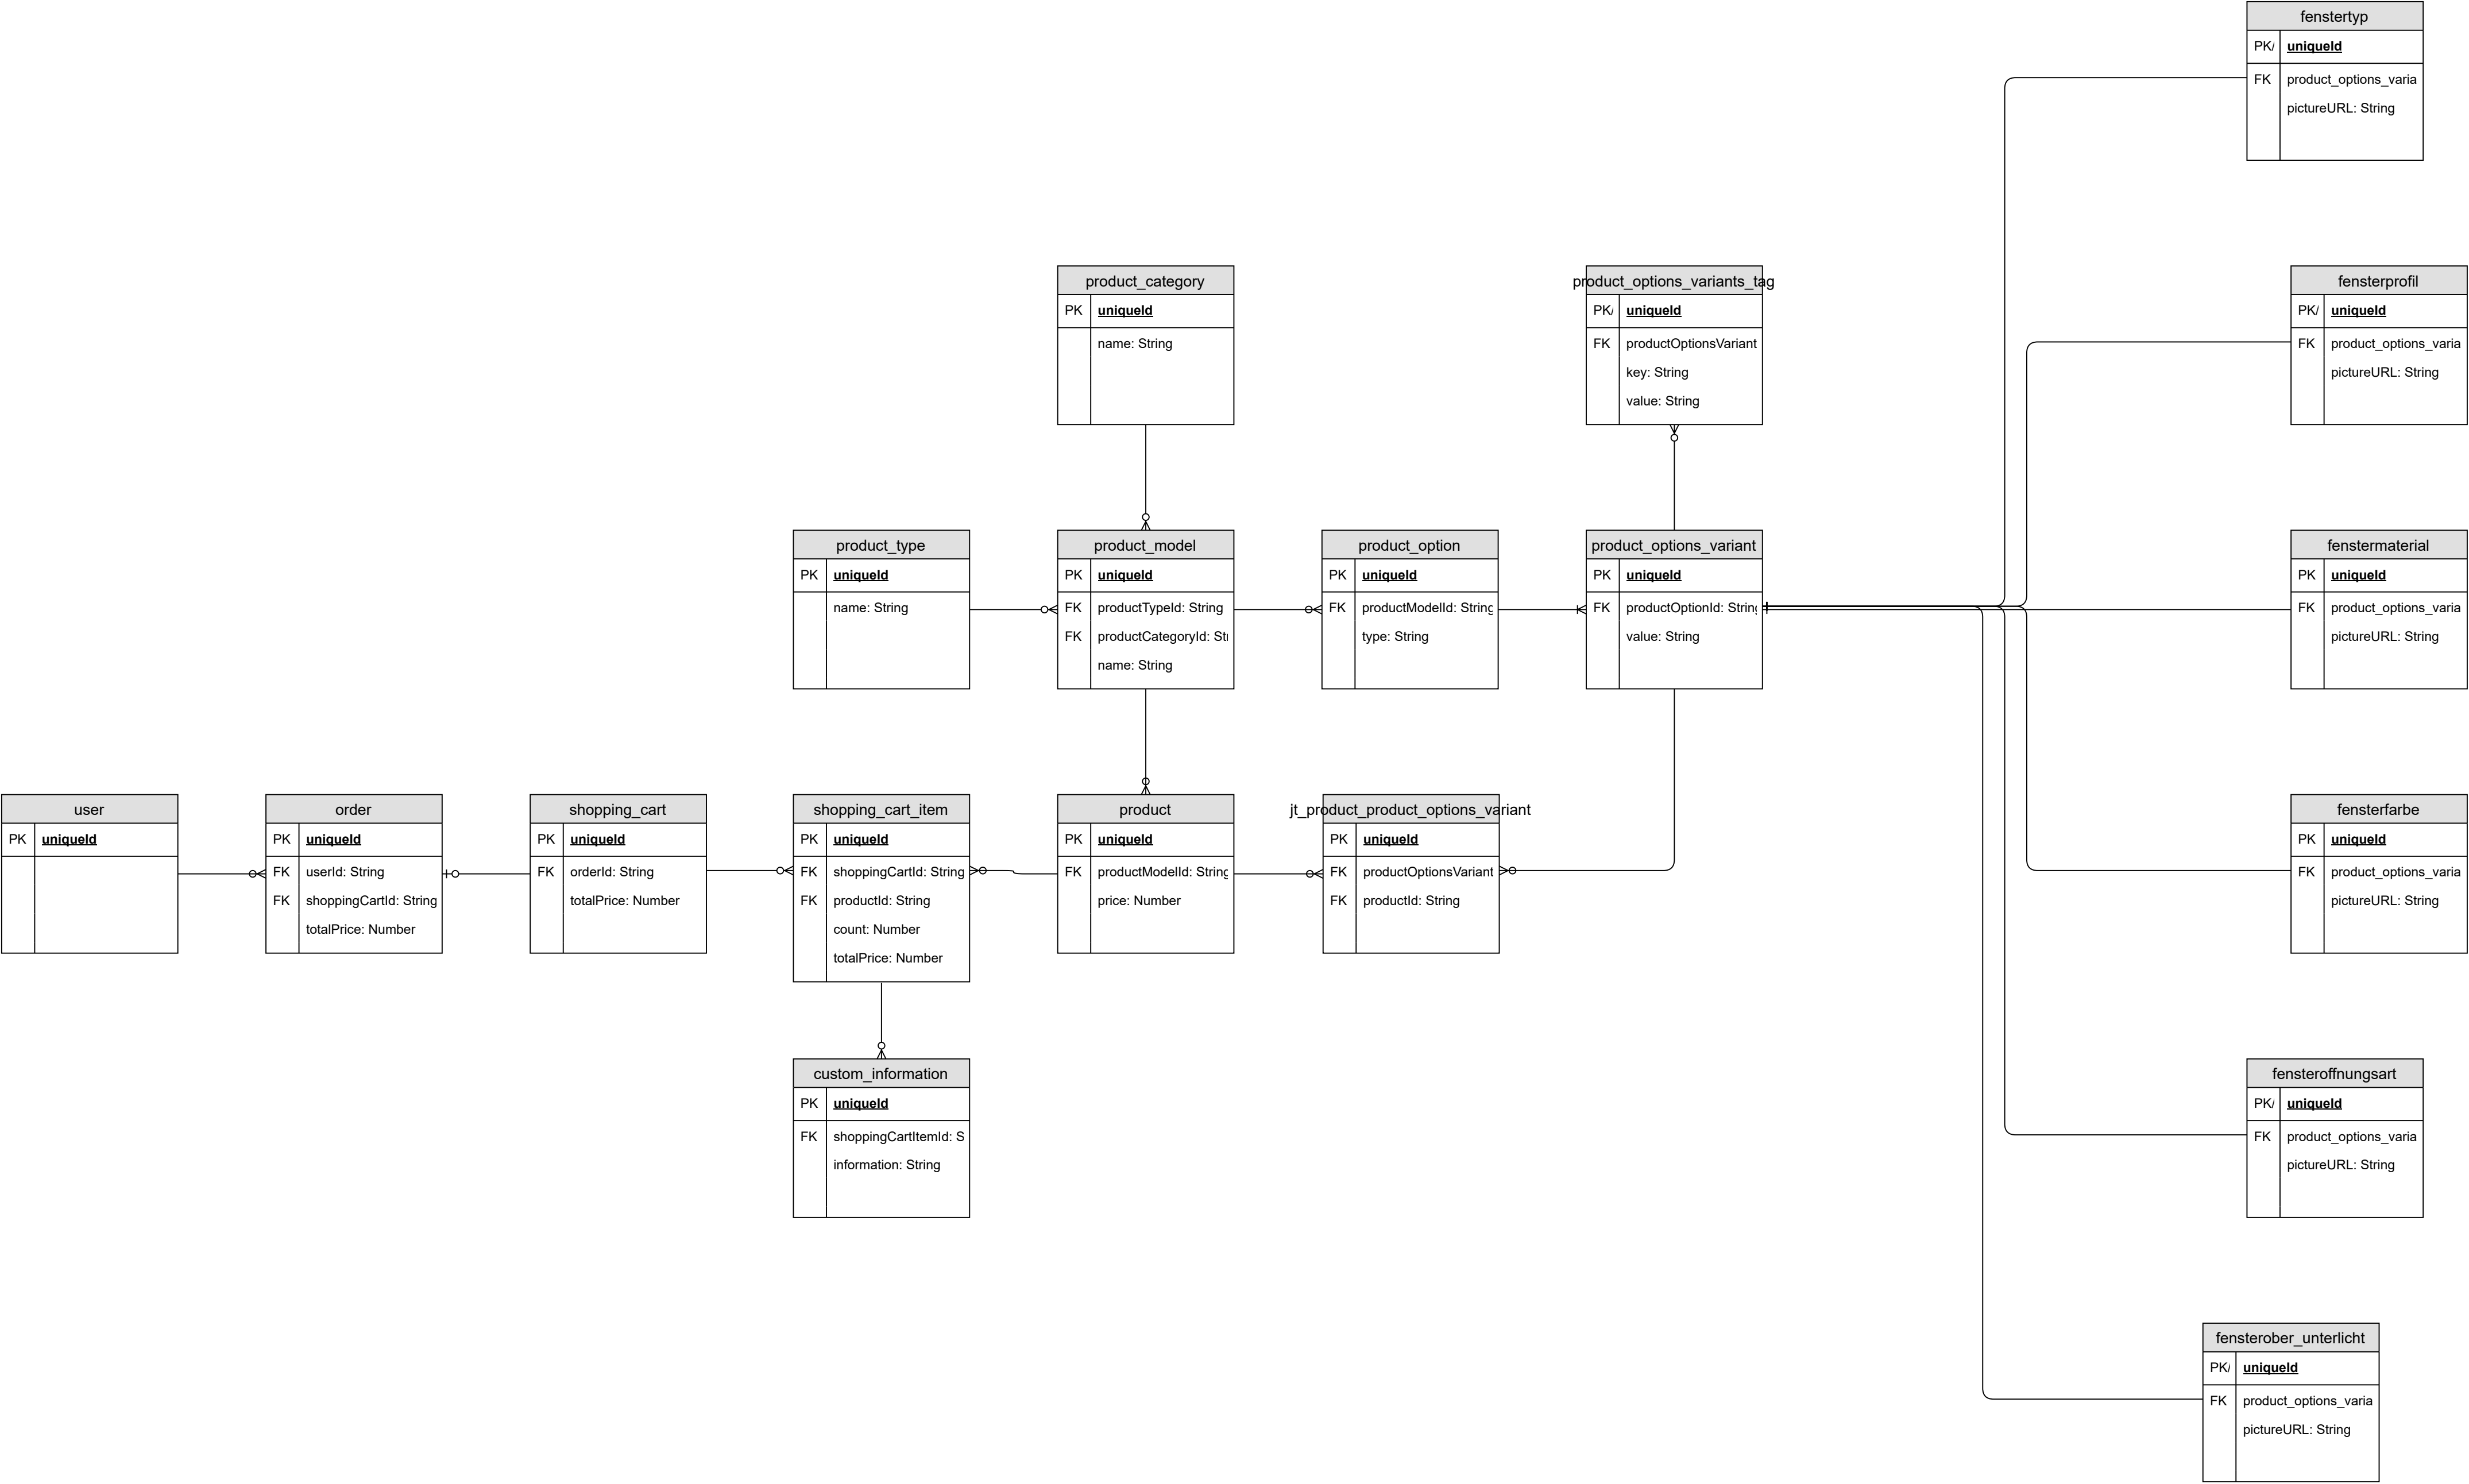 fenstertyp
PK/ uniqueId
FK product_options_varia
pictureURL: String
product_category
PK uniqueId
name: String
product_options_variants_tag
PK/ uniqueId
FK productOptionsVariant
key: String
value: String
fensterprofil
PK/ uniqueId
FK product_options_varia
pictureURL: String
product_type
PK uniqueId
name: String
product_model
PK uniqueId
FK productTypeId: String
FK productCategoryId: Stri
name: String
product_option
PK uniqueId
FK productModelId: String
type: String
product_options_variant
PK uniqueId
FK productOptionId: String
value: String
fenstermaterial
PK uniqueId
FK product_options_varia
pictureURL: String
user
PK uniqueId
order
PK uniqueId
FK userId: String
FK shoppingCartId: String
totalPrice: Number
shopping_cart
PK uniqueId
FK orderId: String
totalPrice: Number
shopping_cart_item
PK uniqueId
FK shoppingCartId: String
FK productId: String
count: Number
totalPrice: Number
product
PK uniqueId
FK productModelId: String
price: Number
jt_product_product_options_variant
PK uniqueId
FK productOptionsVariant
FK productId: String
fensterfarbe
PK uniqueId
FK product_options_varia
pictureURL: String
custom_information
PK uniqueId
FK shoppingCartItemId: S
information: String
fensteroffnungsart
PK/ uniqueId
FK product_options_varia
pictureURL: String
fensterober_unterlicht
PK/ uniqueId
FK product_options_varia
pictureURL: String